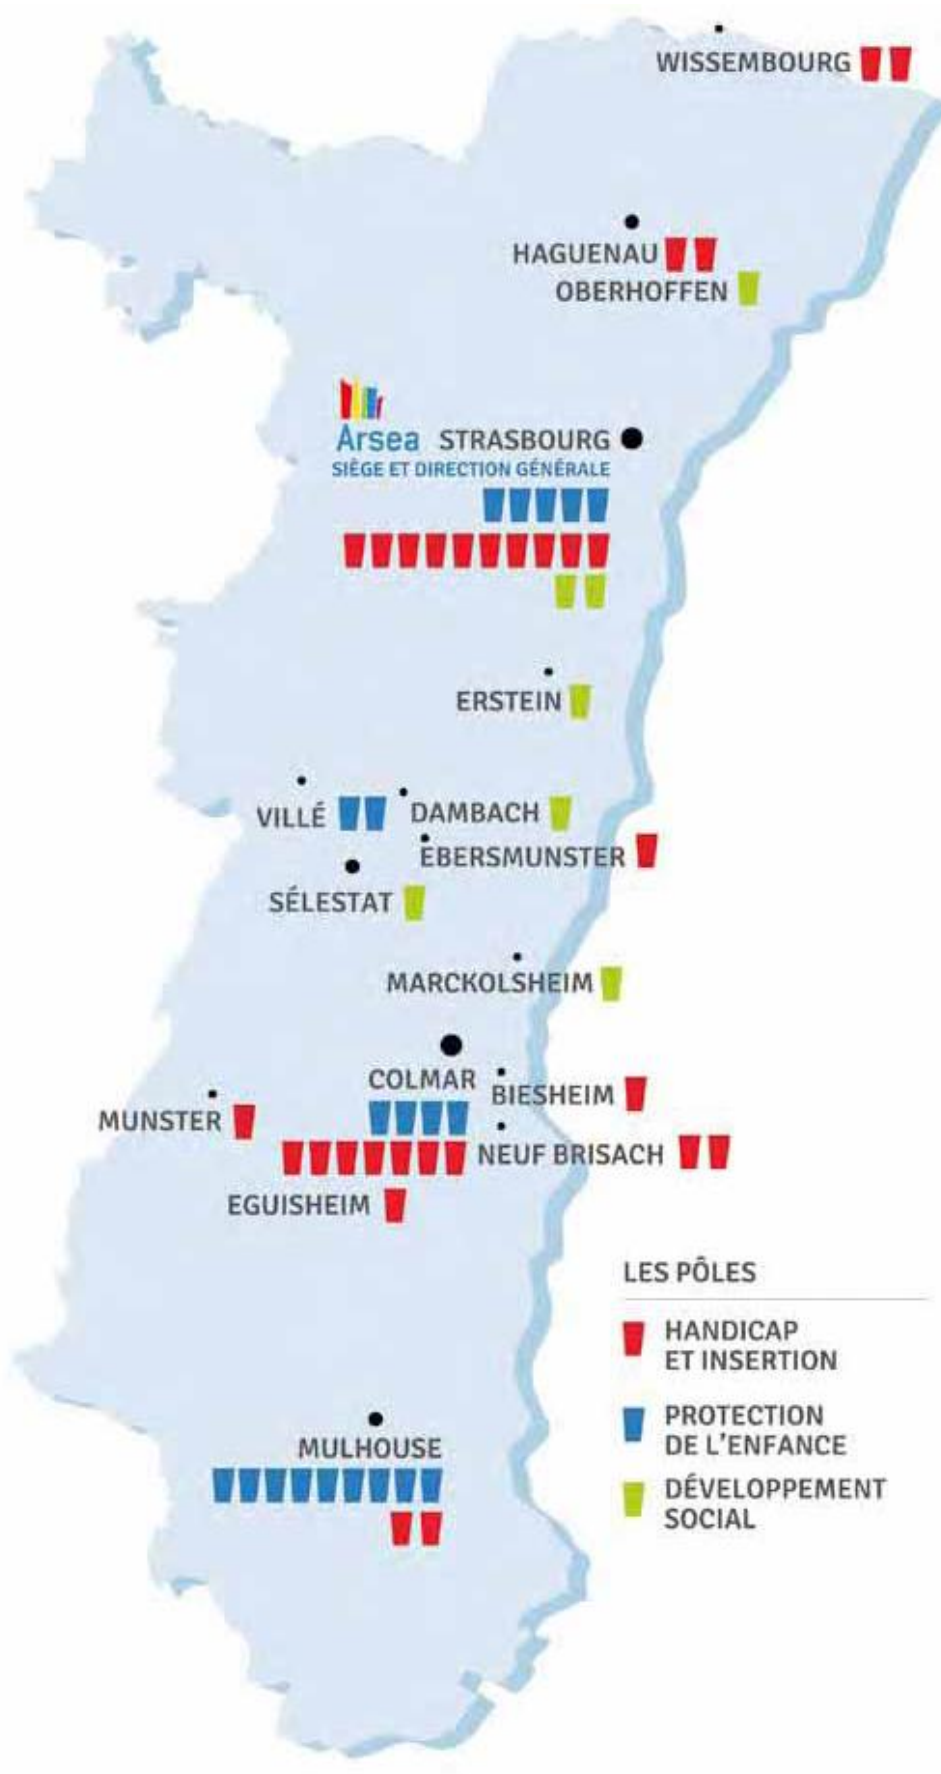 WISSEMBOURG
HAGUENAU
OBERHOFFEN
Arsea STRASBOURG
SIÈGE ET DIRECTION GÉNÉRALE
ERSTEIN
VILLÉ
DAMBACH
EBERSMUNSTER
SÉLESTAT
MARCKOLSHEIM
COLMAR
BIESHEIM
MUNSTER
NEUF BRISACH
EGUISHEIM
LES PÔLES
HANDICAP
ET INSERTION
PROTECTION
DE L'ENFANCE
DÉVELOPPEMENT
SOCIAL
MULHOUSE